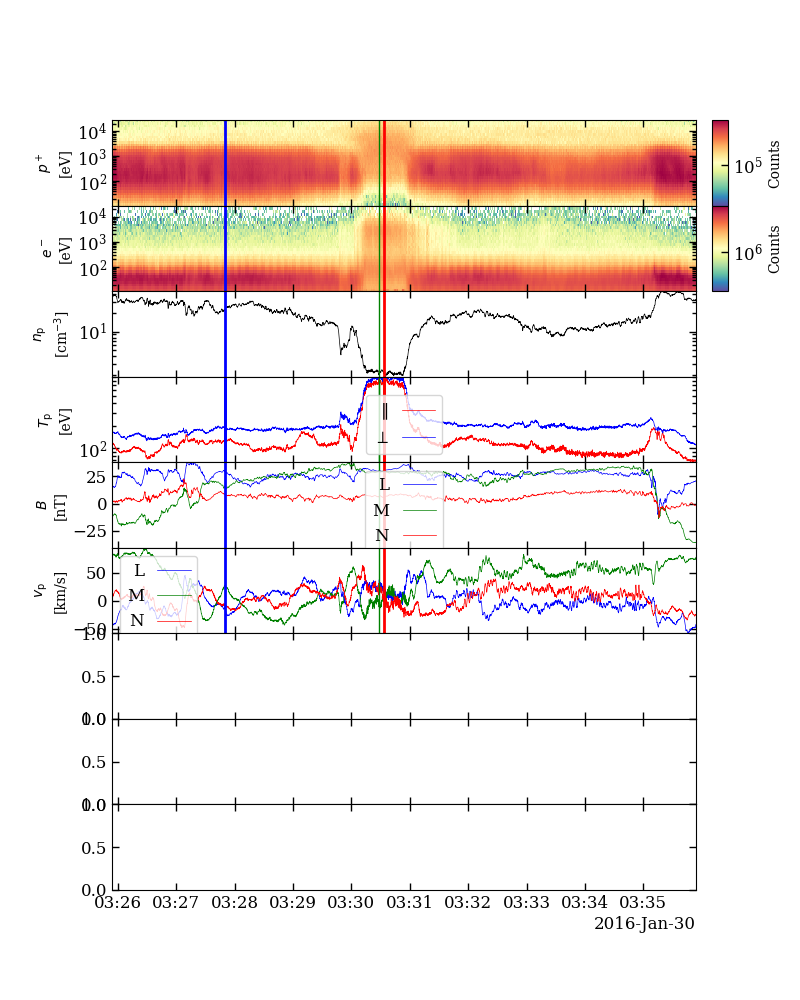 10⁴
10³
10²
p⁺
[eV]
10⁵
Counts
10⁴
10³
10²
e⁻
[eV]
10⁶
Counts
10¹
nₚ
[cm⁻³]
10²
Tₚ
[eV]
∥
⊥
25
0
−25
B
[nT]
L
M
N
50
0
−50
vₚ
[km/s]
L
M
N
1.0
0.5
0.0
1.0
0.5
0.0
1.0
0.5
0.0
03:26 03:27 03:28 03:29 03:30 03:31 03:32 03:33 03:34 03:35
2016-Jan-30